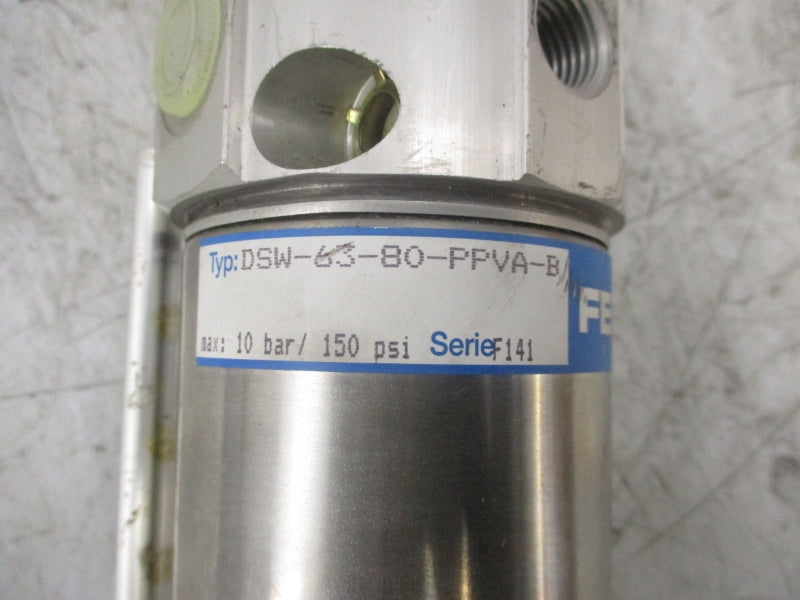 Typ: DSW-63-80-PPVA-B
FE
max: 10 bar/ 150 psi Serie F141